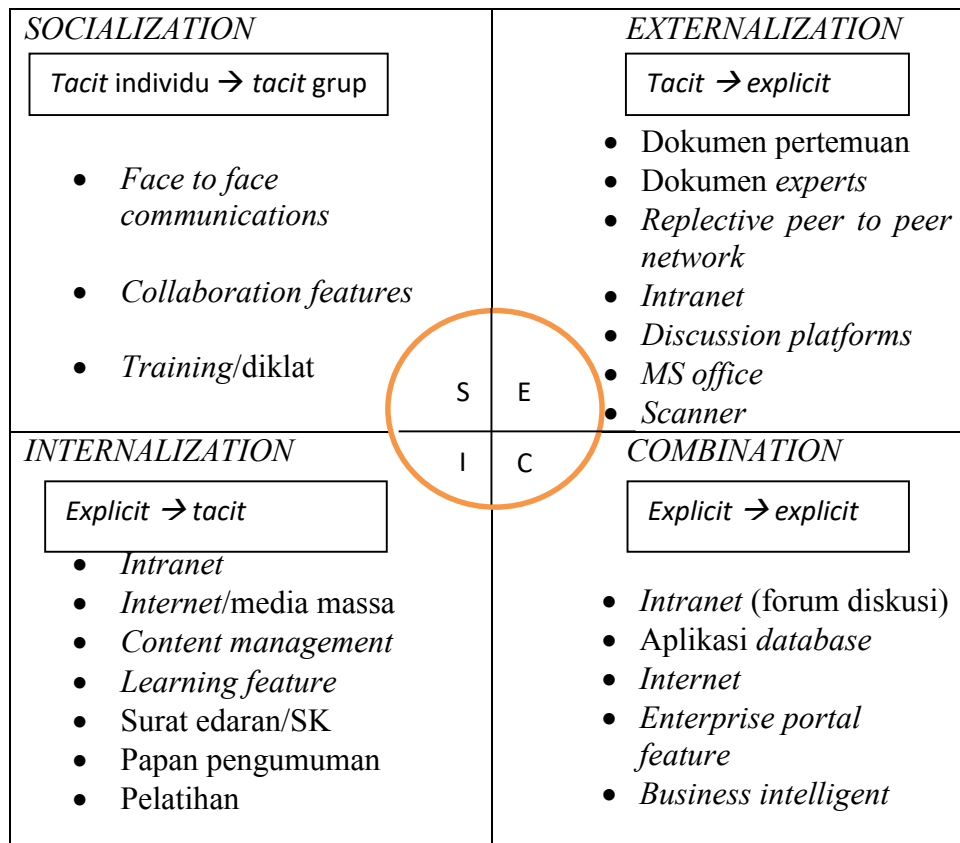 SOCIALIZATION
Tacit individu → tacit grup
• Face to face
communications
• Collaboration features
• Training/diklat
EXTERNALIZATION
Tacit → explicit
• Dokumen pertemuan
• Dokumen experts
• Replective peer to peer
network
• Intranet
• Discussion platforms
• MS office
• Scanner
S E
I C
INTERNALIZATION
Explicit → tacit
• Intranet
• Internet/media massa
• Content management
• Learning feature
• Surat edaran/SK
• Papan pengumuman
• Pelatihan
COMBINATION
Explicit → explicit
• Intranet (forum diskusi)
• Aplikasi database
• Internet
• Enterprise portal
feature
• Business intelligent